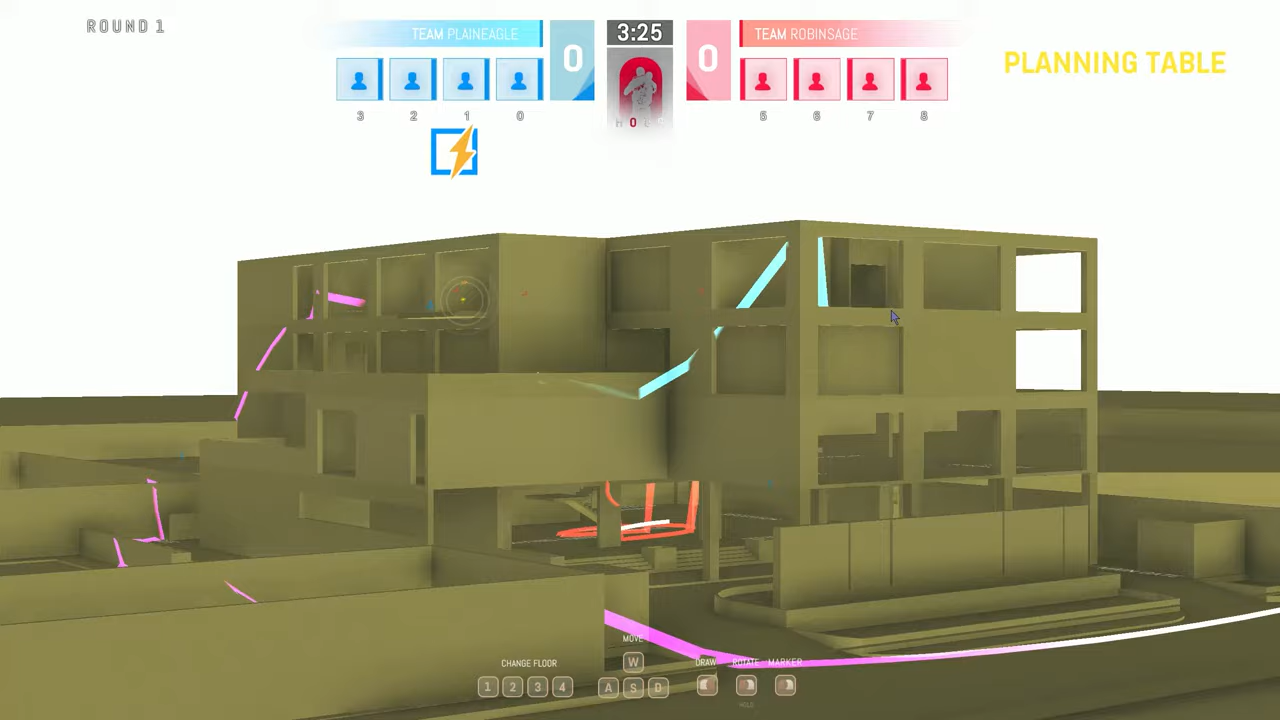 ROUND 1
TEAM PLAINEAGLE
0
3:25
0
TEAM ROBINSAGE
PLANNING TABLE
3 2 1 0
5 6 7 8
MOVE
CHANGE FLOOR
W
DRAW
ROTATE
MARKER
1 2 3 4
A S D
HOLD